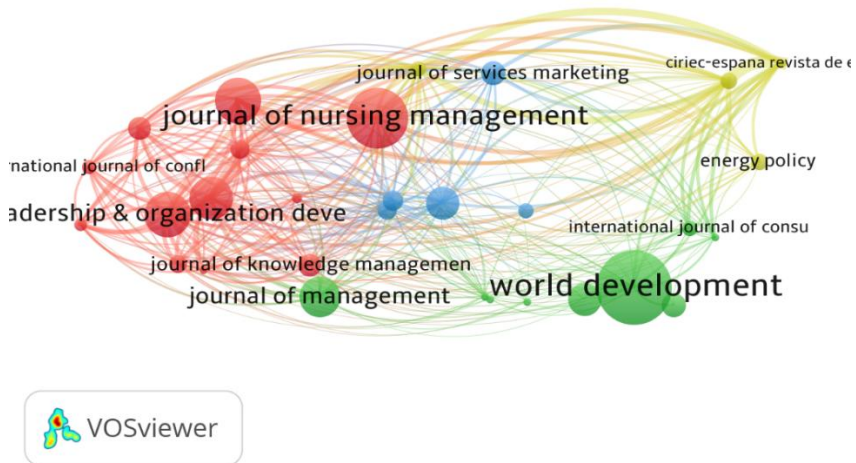 ciriec-espana revista de e
journal of services marketing
journal of nursing management
energy policy
rnational journal of confl
adership & organization deve
international journal of consu
journal of knowledge managemen
world development
journal of management
VOSviewer